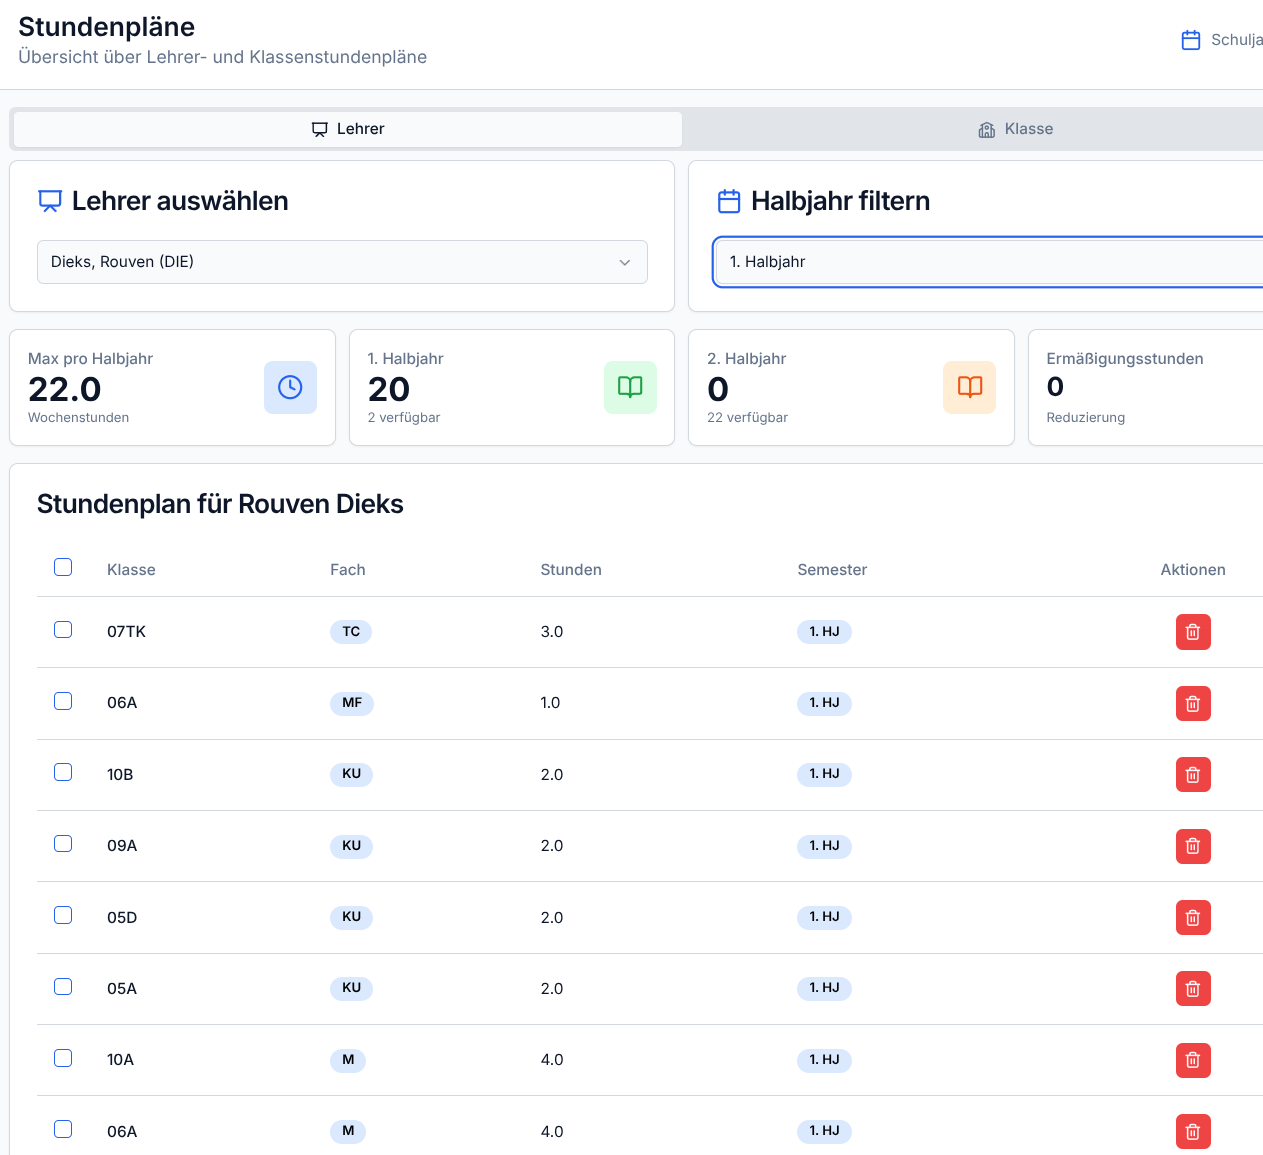 Stundenpläne
Übersicht über Lehrer- und Klassenstundenpläne
Schulja
Lehrer
Klasse
Lehrer auswählen
Dieks, Rouven (DIE)
Halbjahr filtern
1. Halbjahr
Max pro Halbjahr
22.0
Wochenstunden
1. Halbjahr
20
2 verfügbar
2. Halbjahr
0
22 verfügbar
Ermäßigungsstunden
0
Reduzierung
Stundenplan für Rouven Dieks
Klasse Fach Stunden Semester Aktionen
07TK TC 3.0 1. HJ
06A MF 1.0 1. HJ
10B KU 2.0 1. HJ
09A KU 2.0 1. HJ
05D KU 2.0 1. HJ
05A KU 2.0 1. HJ
10A M 4.0 1. HJ
06A M 4.0 1. HJ